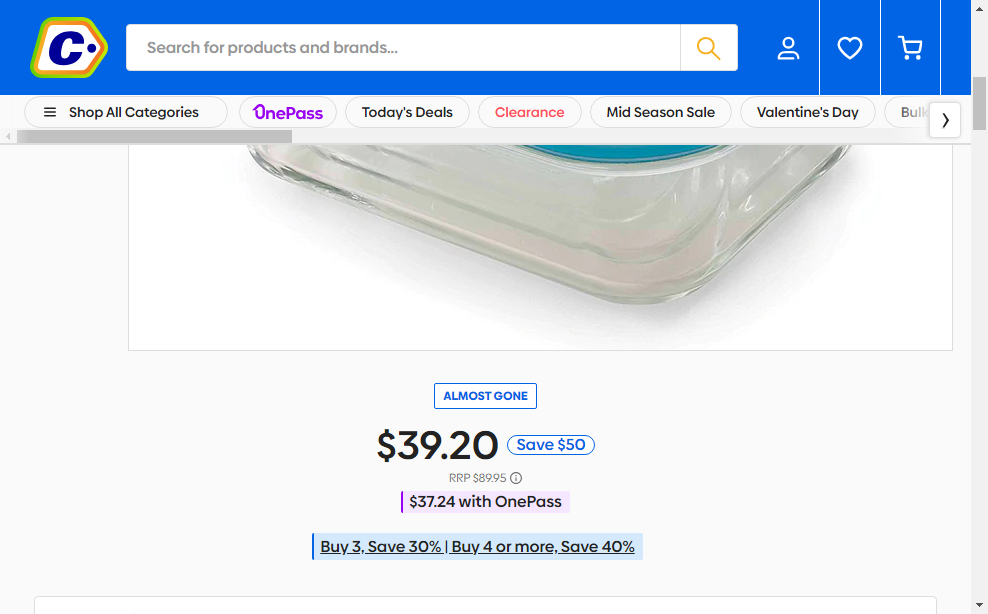 C
Search for products and brands...
Shop All Categories
OnePass
Today's Deals
Clearance
Mid Season Sale
Valentine's Day
ALMOST GONE
$39.20
Save $50
RRP $89.95
$37.24 with OnePass
Buy 3, Save 30% | Buy 4 or more, Save 40%